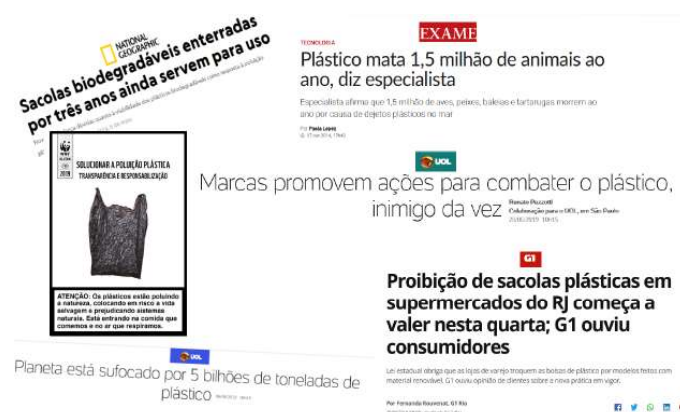 NATIONAL
GEOGRAPHIC
Sacolas biodegradáveis enterradas
por três anos ainda servem para uso
EXAME
TECNOLOGIA
Plástico mata 1,5 milhão de animais ao
ano, diz especialista
Especialista afirma que 1,5 milhão de aves, peixes, baleias e tartarugas morrem ao
ano por causa de dejetos plásticos no mar
Por
UOL
Marcas promovem ações para combater o plástico,
inimigo da vez
Renata Pezzotti
Colaboração para o UOL, em São Paulo
WWF
2019
SOLUCIONAR A POLUIÇÃO PLÁSTICA
TRANSPARÊNCIA E RESPONSABILIZAÇÃO
ATENÇÃO: Os plásticos estão poluindo
a natureza, colocando em risco a vida
selvagem e prejudicando sistemas
naturais. Está entrando na comida que
comemos e no ar que respiramos.
G1
Proibição de sacolas plásticas em
supermercados do RJ começa a
valer nesta quarta; G1 ouviu
consumidores
Lei estadual obriga que as lojas de varejo troquem as bolsas de plástico por modelos feitos com
material renovável. G1 ouviu opinião de clientes sobre a nova prática em vigor.
Por Fernanda Rouvenat, G1 Rio
UOL
Planeta está sufocado por 5 bilhões de toneladas de
plástico